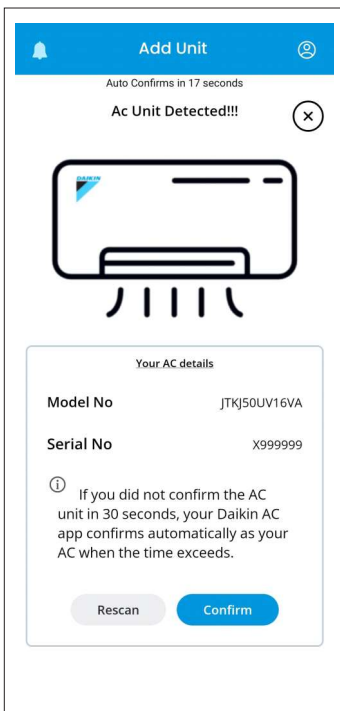 Add Unit
Auto Confirms in 17 seconds
Ac Unit Detected!!!
DAIKIN
Your AC details
Model No JTKJ50UV16VA
Serial No X999999
If you did not confirm the AC
unit in 30 seconds, your Daikin AC
app confirms automatically as your
AC when the time exceeds.
Rescan Confirm